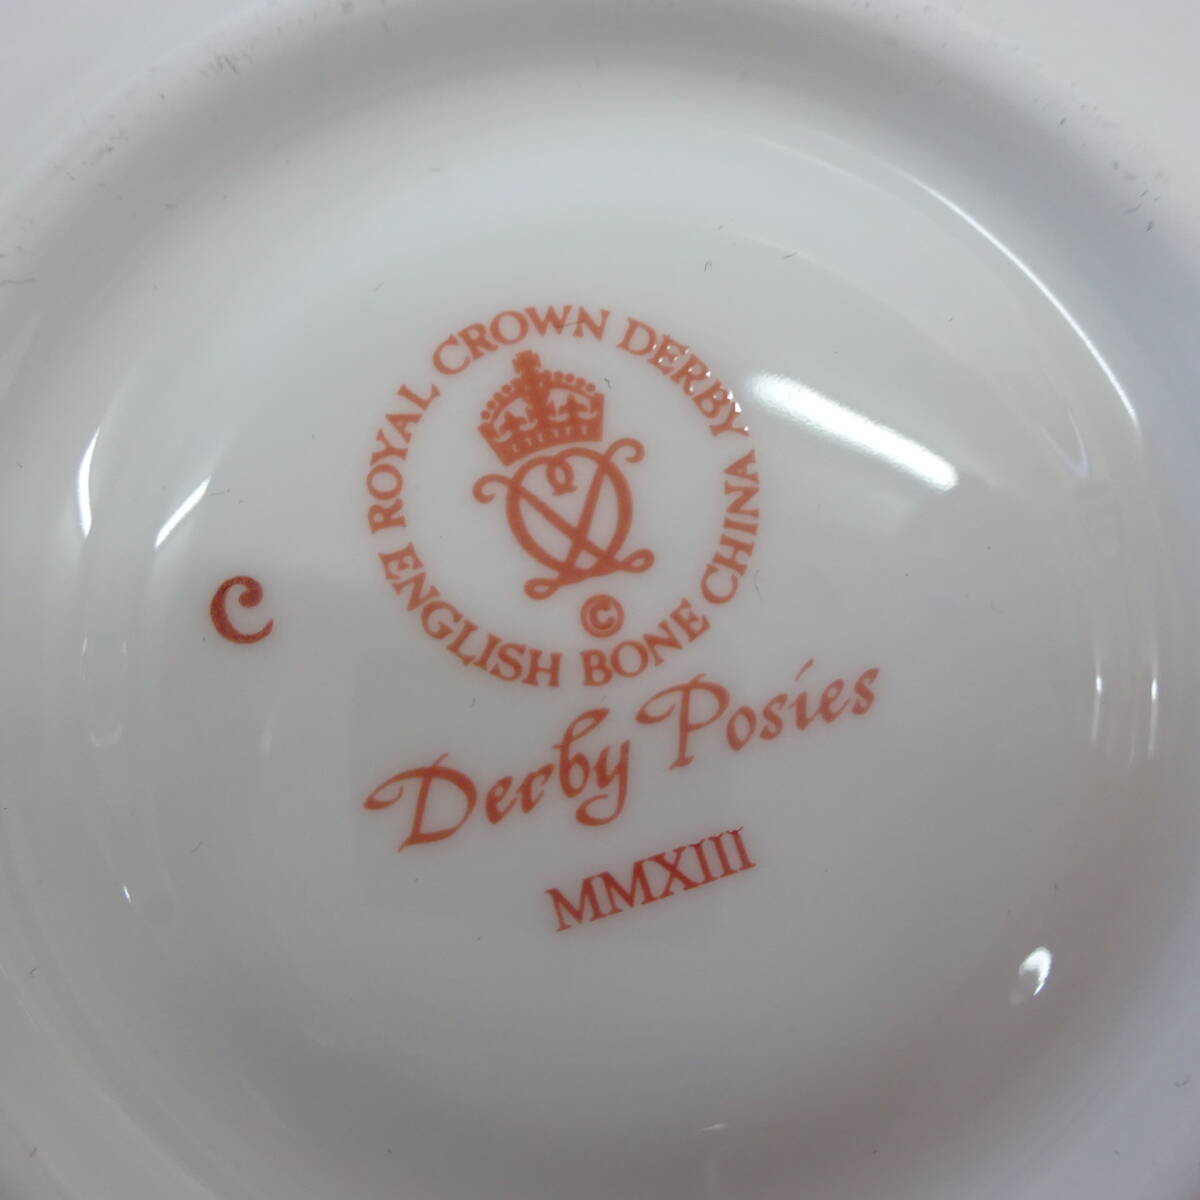 ROYAL CROWN DERBY
ENGLISH BONE CHINA
©
C
Derby Posies
MMXIII